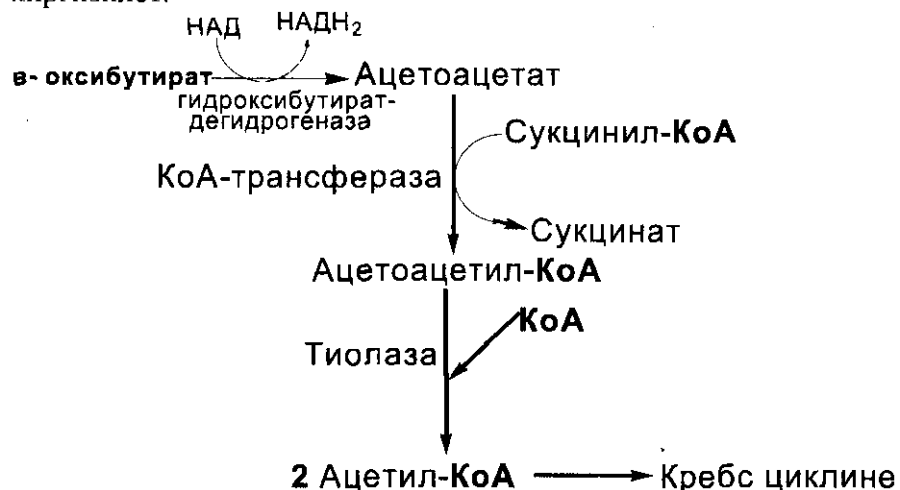 НАД НАДН₂
в- оксибутират Ацетоацетат
гидроксибутират-
дегидрогеназа
Сукцинил-КоА
КоА-трансфераза
Сукцинат
Ацетоацетил-КоА
КоА
Тиолаза
2 Ацетил-КоА Кребс циклине